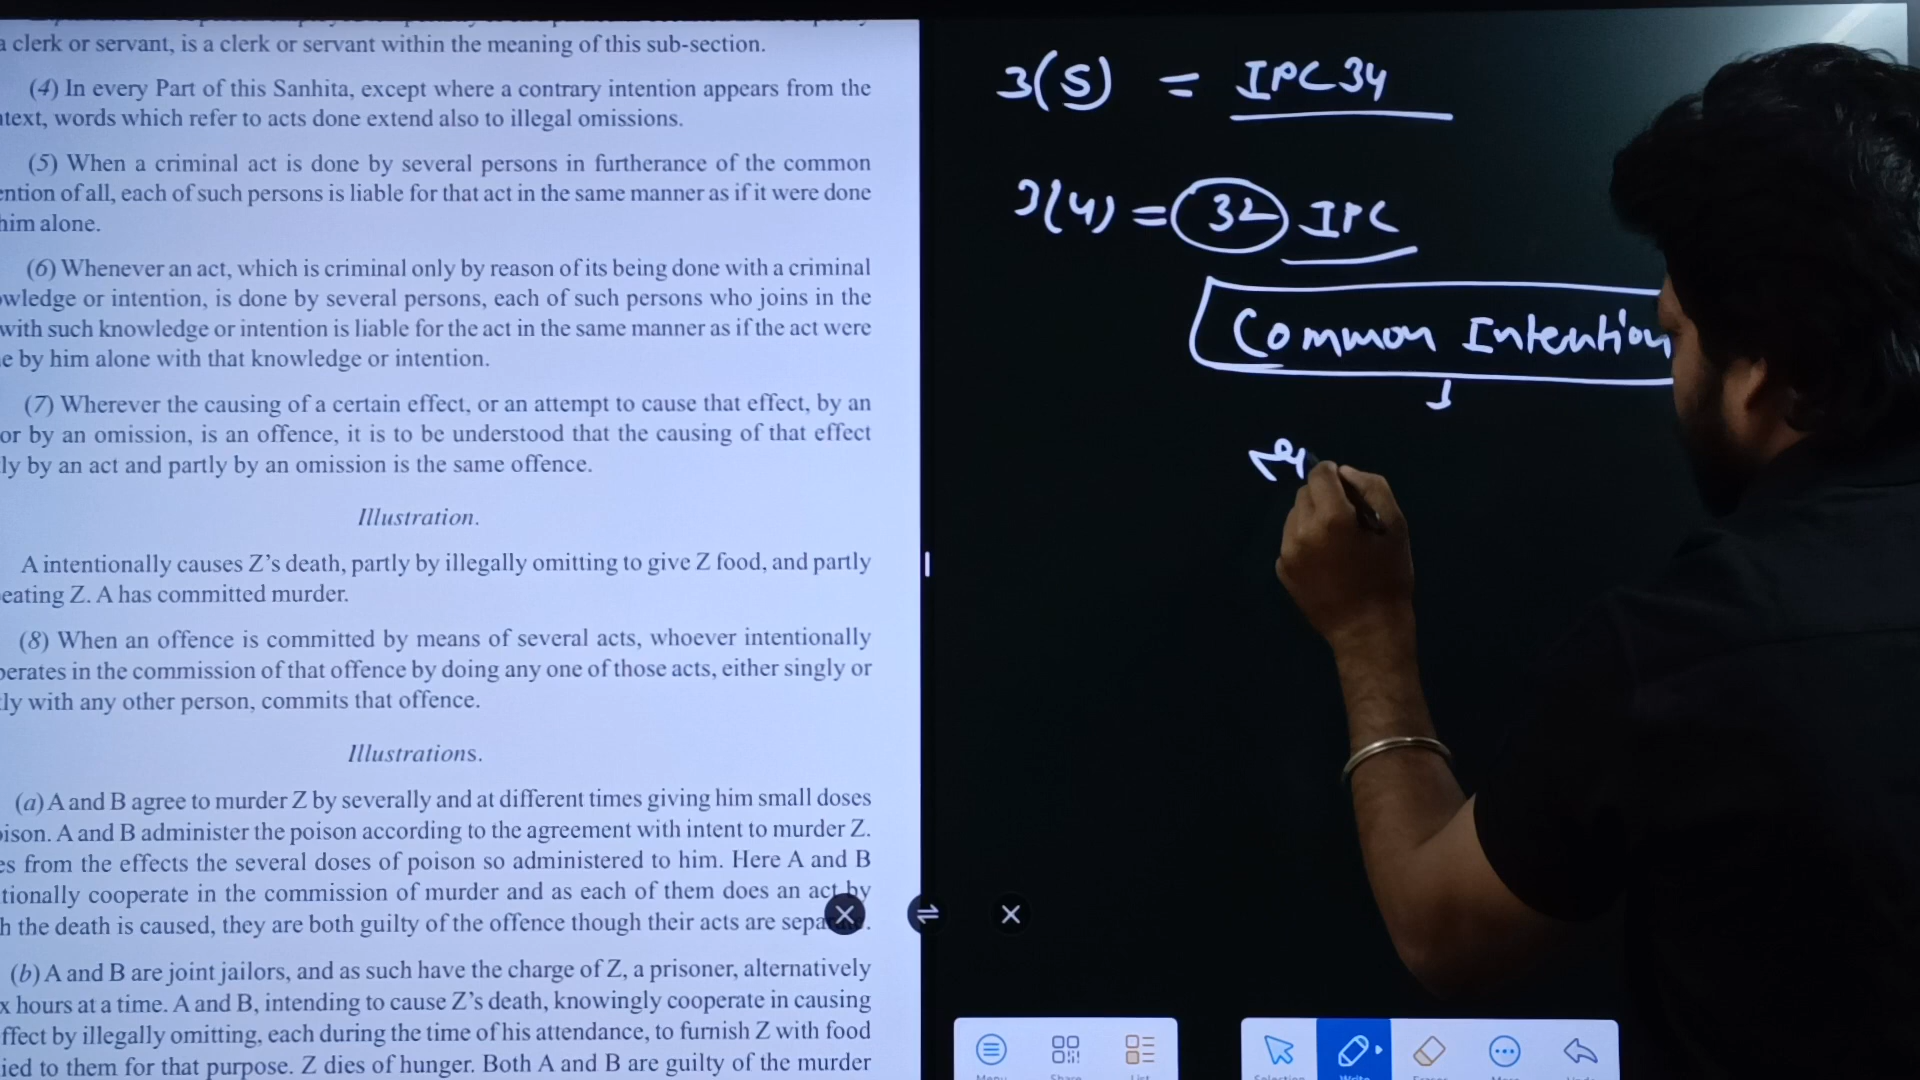 a clerk or servant, is a clerk or servant within the meaning of this sub-section.
(4) In every Part of this Sanhita, except where a contrary intention appears from the
ntext, words which refer to acts done extend also to illegal omissions.
(5) When a criminal act is done by several persons in furtherance of the common
ention of all, each of such persons is liable for that act in the same manner as if it were done
him alone.
(6) Whenever an act, which is criminal only by reason of its being done with a criminal
owledge or intention, is done by several persons, each of such persons who joins in the
with such knowledge or intention is liable for the act in the same manner as if the act were
e by him alone with that knowledge or intention.
(7) Wherever the causing of a certain effect, or an attempt to cause that effect, by an
or by an omission, is an offence, it is to be understood that the causing of that effect
ly by an act and partly by an omission is the same offence.
Illustration.
A intentionally causes Z’s death, partly by illegally omitting to give Z food, and partly
eating Z. A has committed murder.
(8) When an offence is committed by means of several acts, whoever intentionally
perates in the commission of that offence by doing any one of those acts, either singly or
tly with any other person, commits that offence.
Illustrations.
(a) A and B agree to murder Z by severally and at different times giving him small doses
oison. A and B administer the poison according to the agreement with intent to murder Z.
es from the effects the several doses of poison so administered to him. Here A and B
tionally cooperate in the commission of murder and as each of them does an act by
h the death is caused, they are both guilty of the offence though their acts are
(b) A and B are joint jailors, and as such have the charge of Z, a prisoner, alternatively
x hours at a time. A and B, intending to cause Z’s death, knowingly cooperate in causing
ffect by illegally omitting, each during the time of his attendance, to furnish Z with food
ied to them for that purpose. Z dies of hunger. Both A and B are guilty of the murder
3(5) = IPC 34
3(4) = 32 IPC
Common Intention